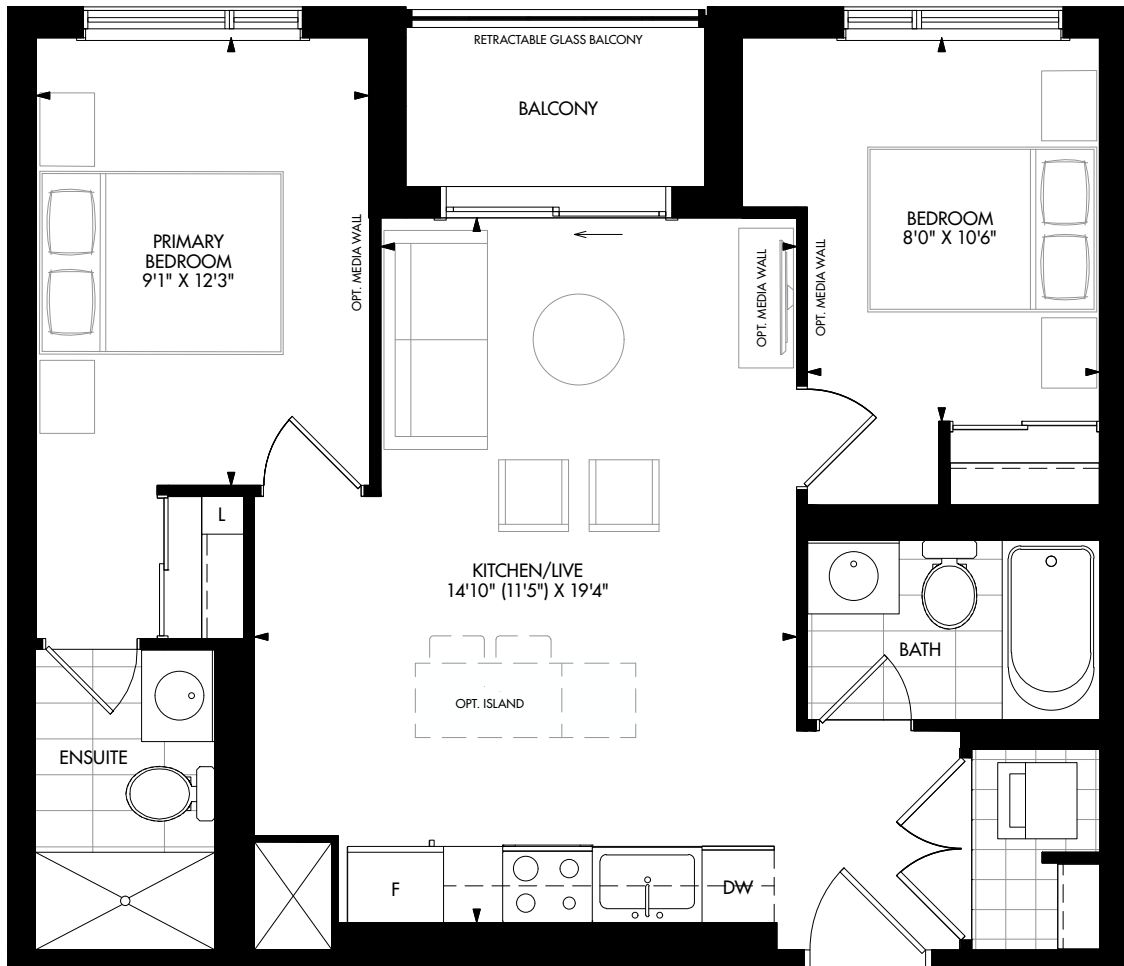 RETRACTABLE GLASS BALCONY
BALCONY
PRIMARY
BEDROOM
9'1" X 12'3"
OPT. MEDIA WALL
OPT. MEDIA WALL
OPT. MEDIA WALL
BEDROOM
8'0" X 10'6"
L
KITCHEN/LIVE
14'10" (11'5") X 19'4"
BATH
OPT. ISLAND
ENSUITE
F
DW